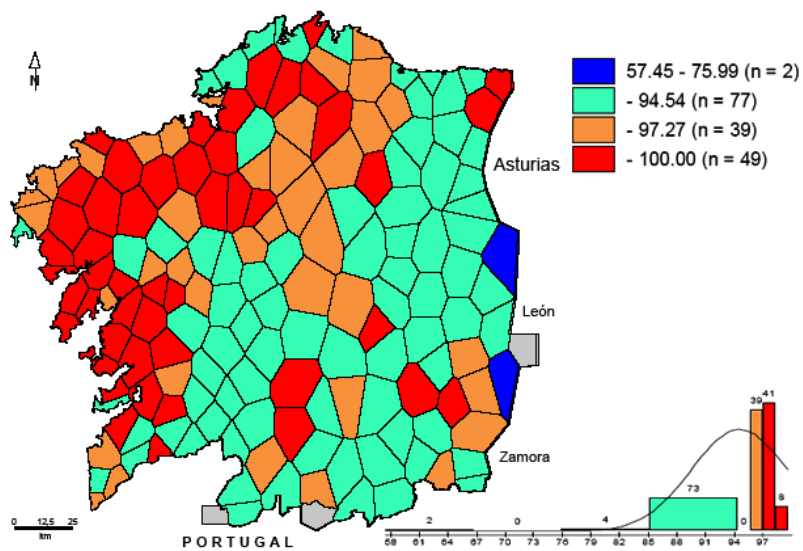 N
57.45 - 75.99 (n = 2)
- 94.54 (n = 77)
- 97.27 (n = 39)
- 100.00 (n = 49)
Asturias
León
Zamora
PORTUGAL
0 12,5 25
km
39 41
73
8
2 0 4 0
58 61 64 67 70 73 76 79 82 85 88 91 94 97